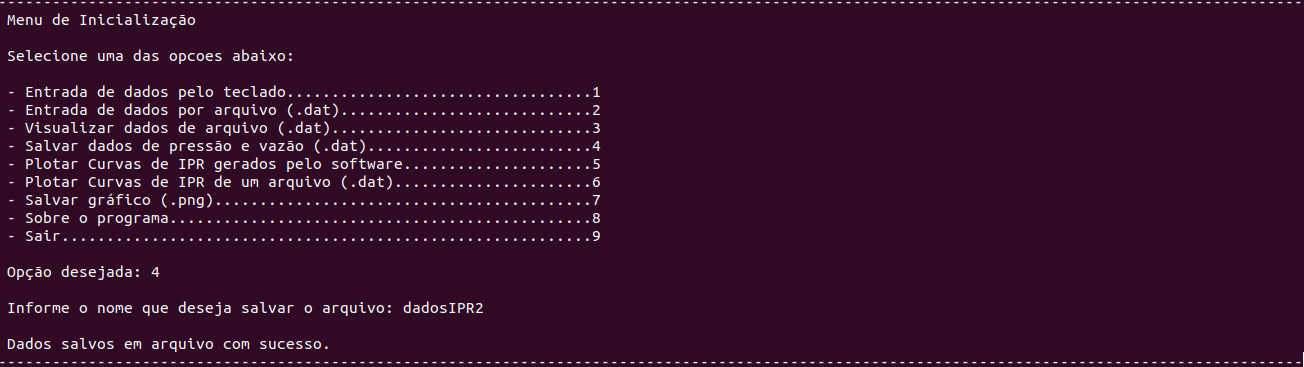 Menu de Inicialização
Selecione uma das opcoes abaixo:
- Entrada de dados pelo teclado..................................1
- Entrada de dados por arquivo (.dat)............................2
- Visualizar dados de arquivo (.dat).............................3
- Salvar dados de pressão e vazão (.dat).........................4
- Plotar Curvas de IPR gerados pelo software.....................5
- Plotar Curvas de IPR de um arquivo (.dat)......................6
- Salvar gráfico (.png)..........................................7
- Sobre o programa...............................................8
- Sair...........................................................9
Opção desejada: 4
Informe o nome que deseja salvar o arquivo: dadosIPR2
Dados salvos em arquivo com sucesso.